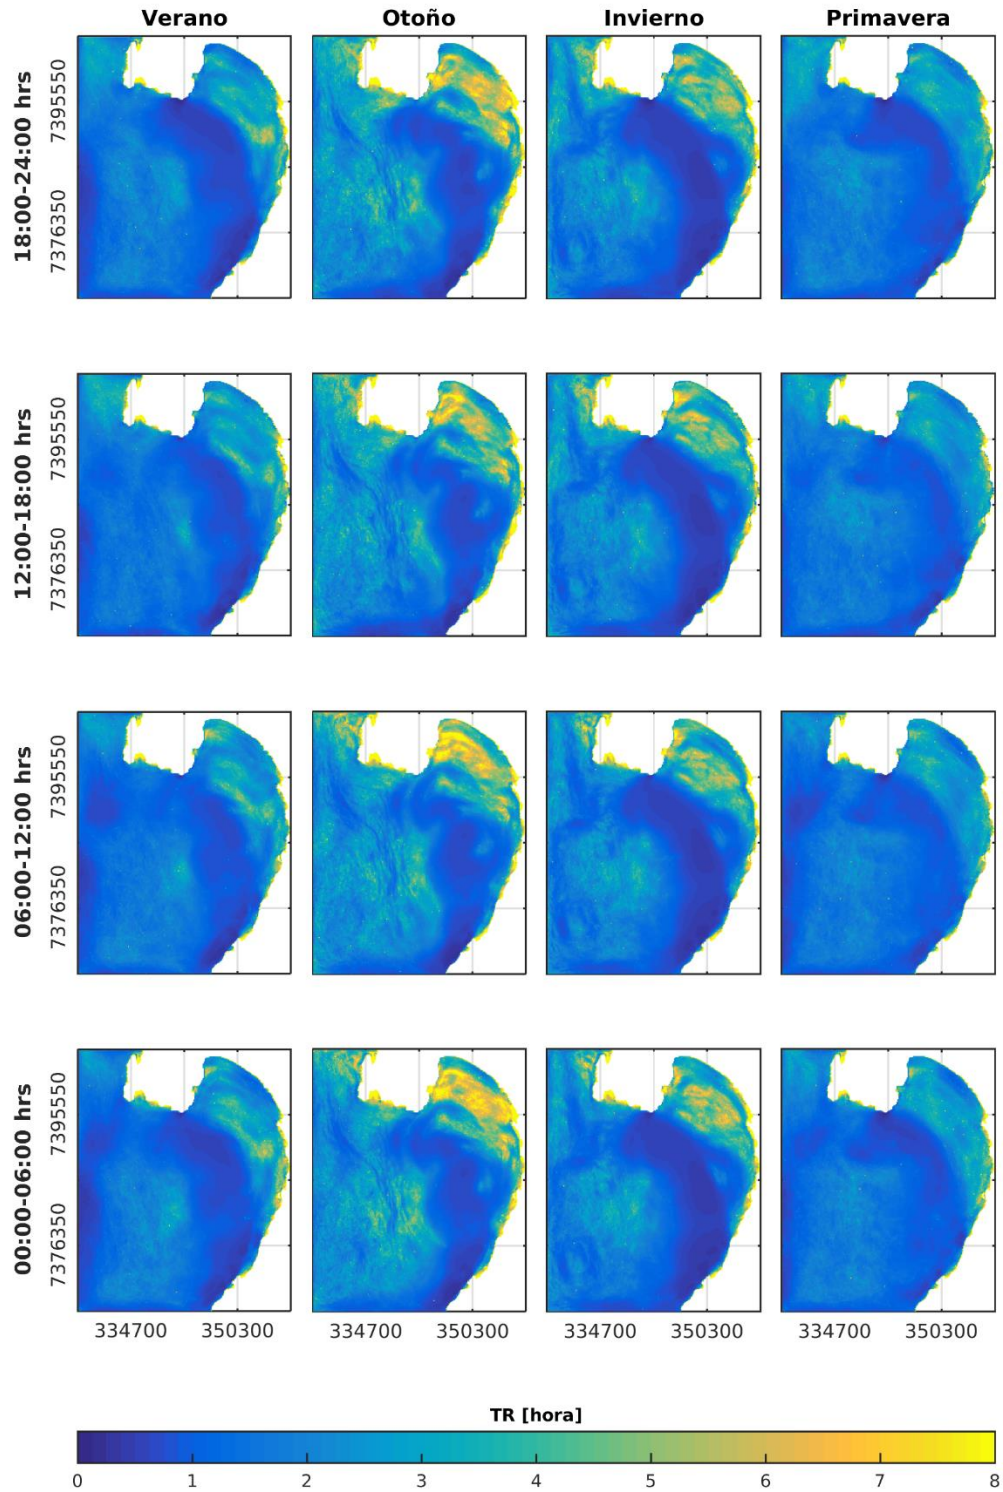 Verano Otoño Invierno Primavera
18:00-24:00 hrs
7395550
7376350
12:00-18:00 hrs
7395550
7376350
06:00-12:00 hrs
7395550
7376350
00:00-06:00 hrs
7395550
7376350
334700 350300 334700 350300 334700 350300 334700 350300
TR [hora]
0 1 2 3 4 5 6 7 8